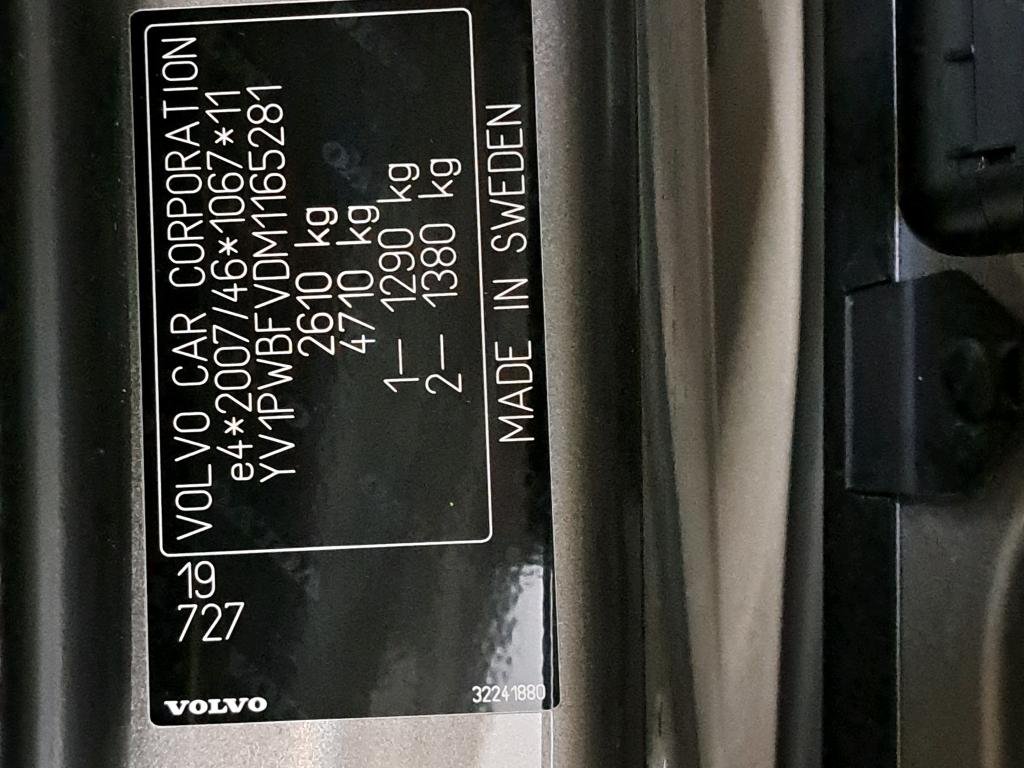 VOLVO CAR CORPORATION
e4*2007/46*1067*11
YV1PWBFVDM1165281
2610 kg
4710 kg
1— 1290 kg
2— 1380 kg
MADE IN SWEDEN
19
727
VOLVO
32241880